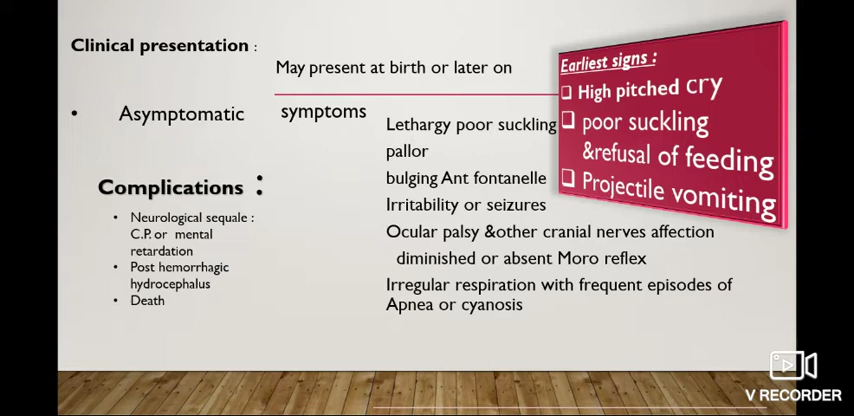 Clinical presentation :
May present at birth or later on
• Asymptomatic
symptoms
Lethargy poor suckling
pallor
bulging Ant fontanelle
Irritability or seizures
Ocular palsy &other cranial nerves affection
diminished or absent Moro reflex
Irregular respiration with frequent episodes of
Apnea or cyanosis
Earliest signs :
❑ High pitched cry
❑ poor suckling
&refusal of feeding
❑ Projectile vomiting
Complications :
• Neurological sequale :
C.P. or mental
retardation
• Post hemorrhagic
hydrocephalus
• Death
V RECORDER